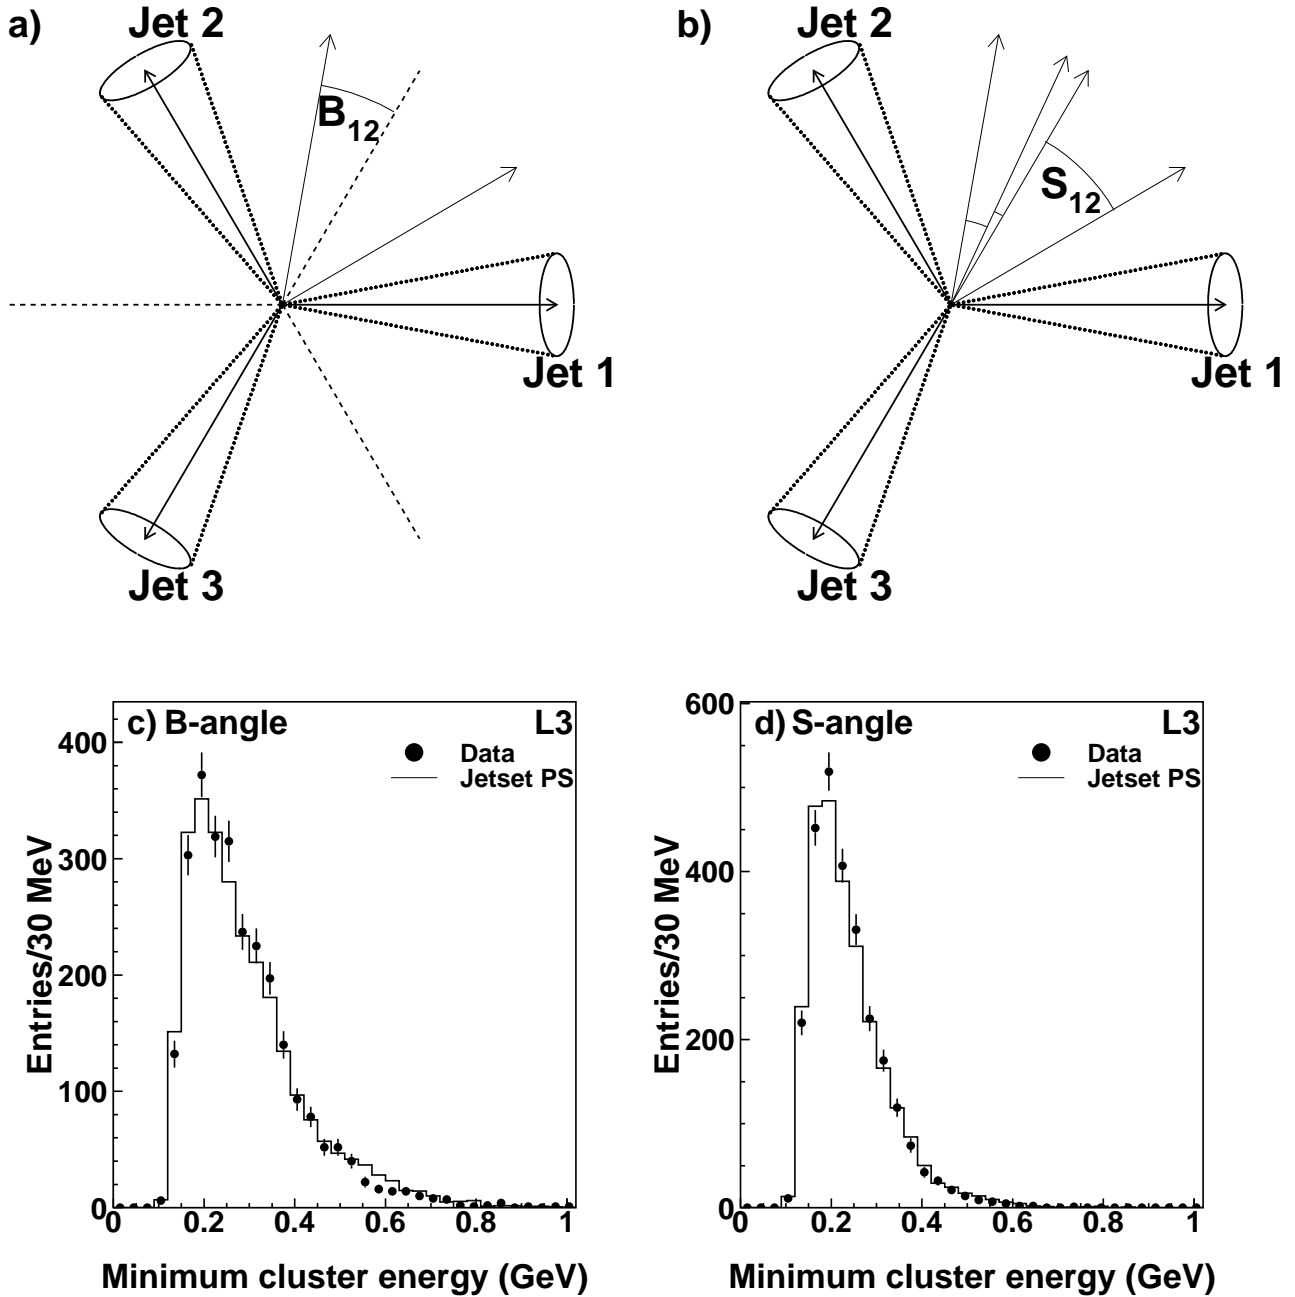 a)
Jet 2
B12
Jet 1
Jet 3
b)
Jet 2
S12
Jet 1
Jet 3
c) B-angle
L3
Data
Jetset PS
400
300
200
100
0
0 0.2 0.4 0.6 0.8 1
Entries/30 MeV
Minimum cluster energy (GeV)
d) S-angle
L3
Data
Jetset PS
600
400
200
0
0 0.2 0.4 0.6 0.8 1
Entries/30 MeV
Minimum cluster energy (GeV)